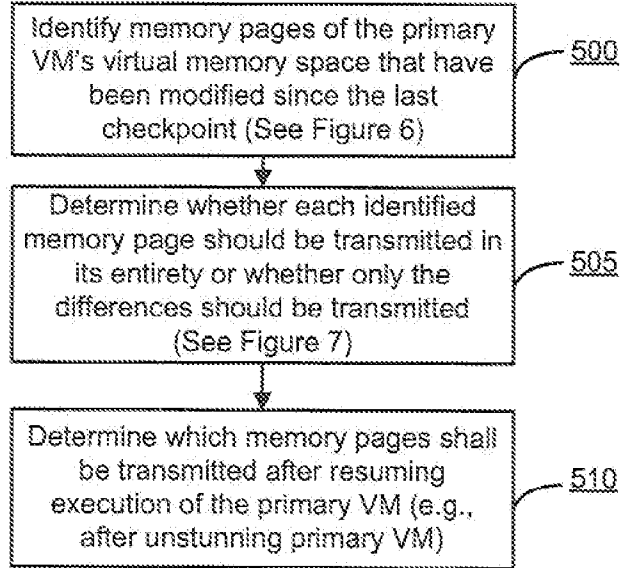 Identify memory pages of the primary
VM's virtual memory space that have
been modified since the last
checkpoint (See Figure 6)
500
Determine whether each identified
memory page should be transmitted in
its entirety or whether only the
differences should be transmitted
(See Figure 7)
505
Determine which memory pages shall
be transmitted after resuming
execution of the primary VM (e.g.,
after unstunning primary VM)
510